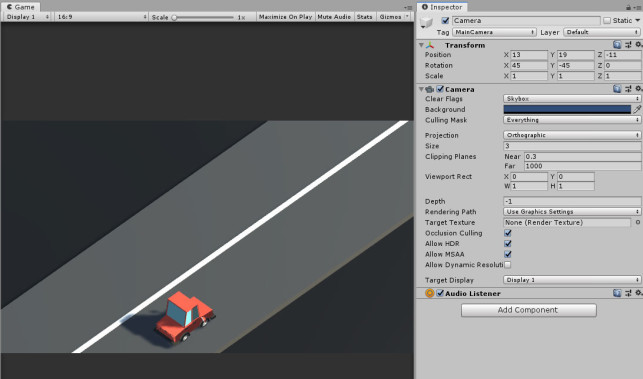 Game
Inspector
Display 1 16:9 Scale 1x Maximize On Play Mute Audio Stats Gizmos
Camera Static
Tag MainCamera Layer Default
Transform
Position X 13 Y 19 Z -11
Rotation X 45 Y -45 Z 0
Scale X 1 Y 1 Z 1
Camera
Clear Flags Skybox
Background
Culling Mask Everything
Projection Orthographic
Size 3
Clipping Planes Near 0.3
Far 1000
Viewport Rect X 0 Y 0
W 1 H 1
Depth -1
Rendering Path Use Graphics Settings
Target Texture None (Render Texture)
Occlusion Culling
Allow HDR
Allow MSAA
Allow Dynamic Resoluti
Target Display Display 1
Audio Listener
Add Component